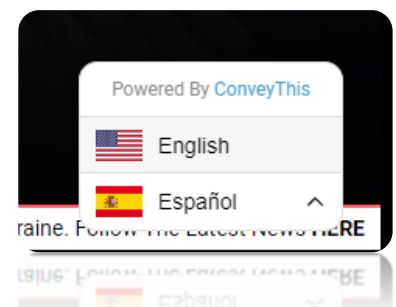 Powered By ConveyThis
English
Español
raine. Follow The Latest News HERE